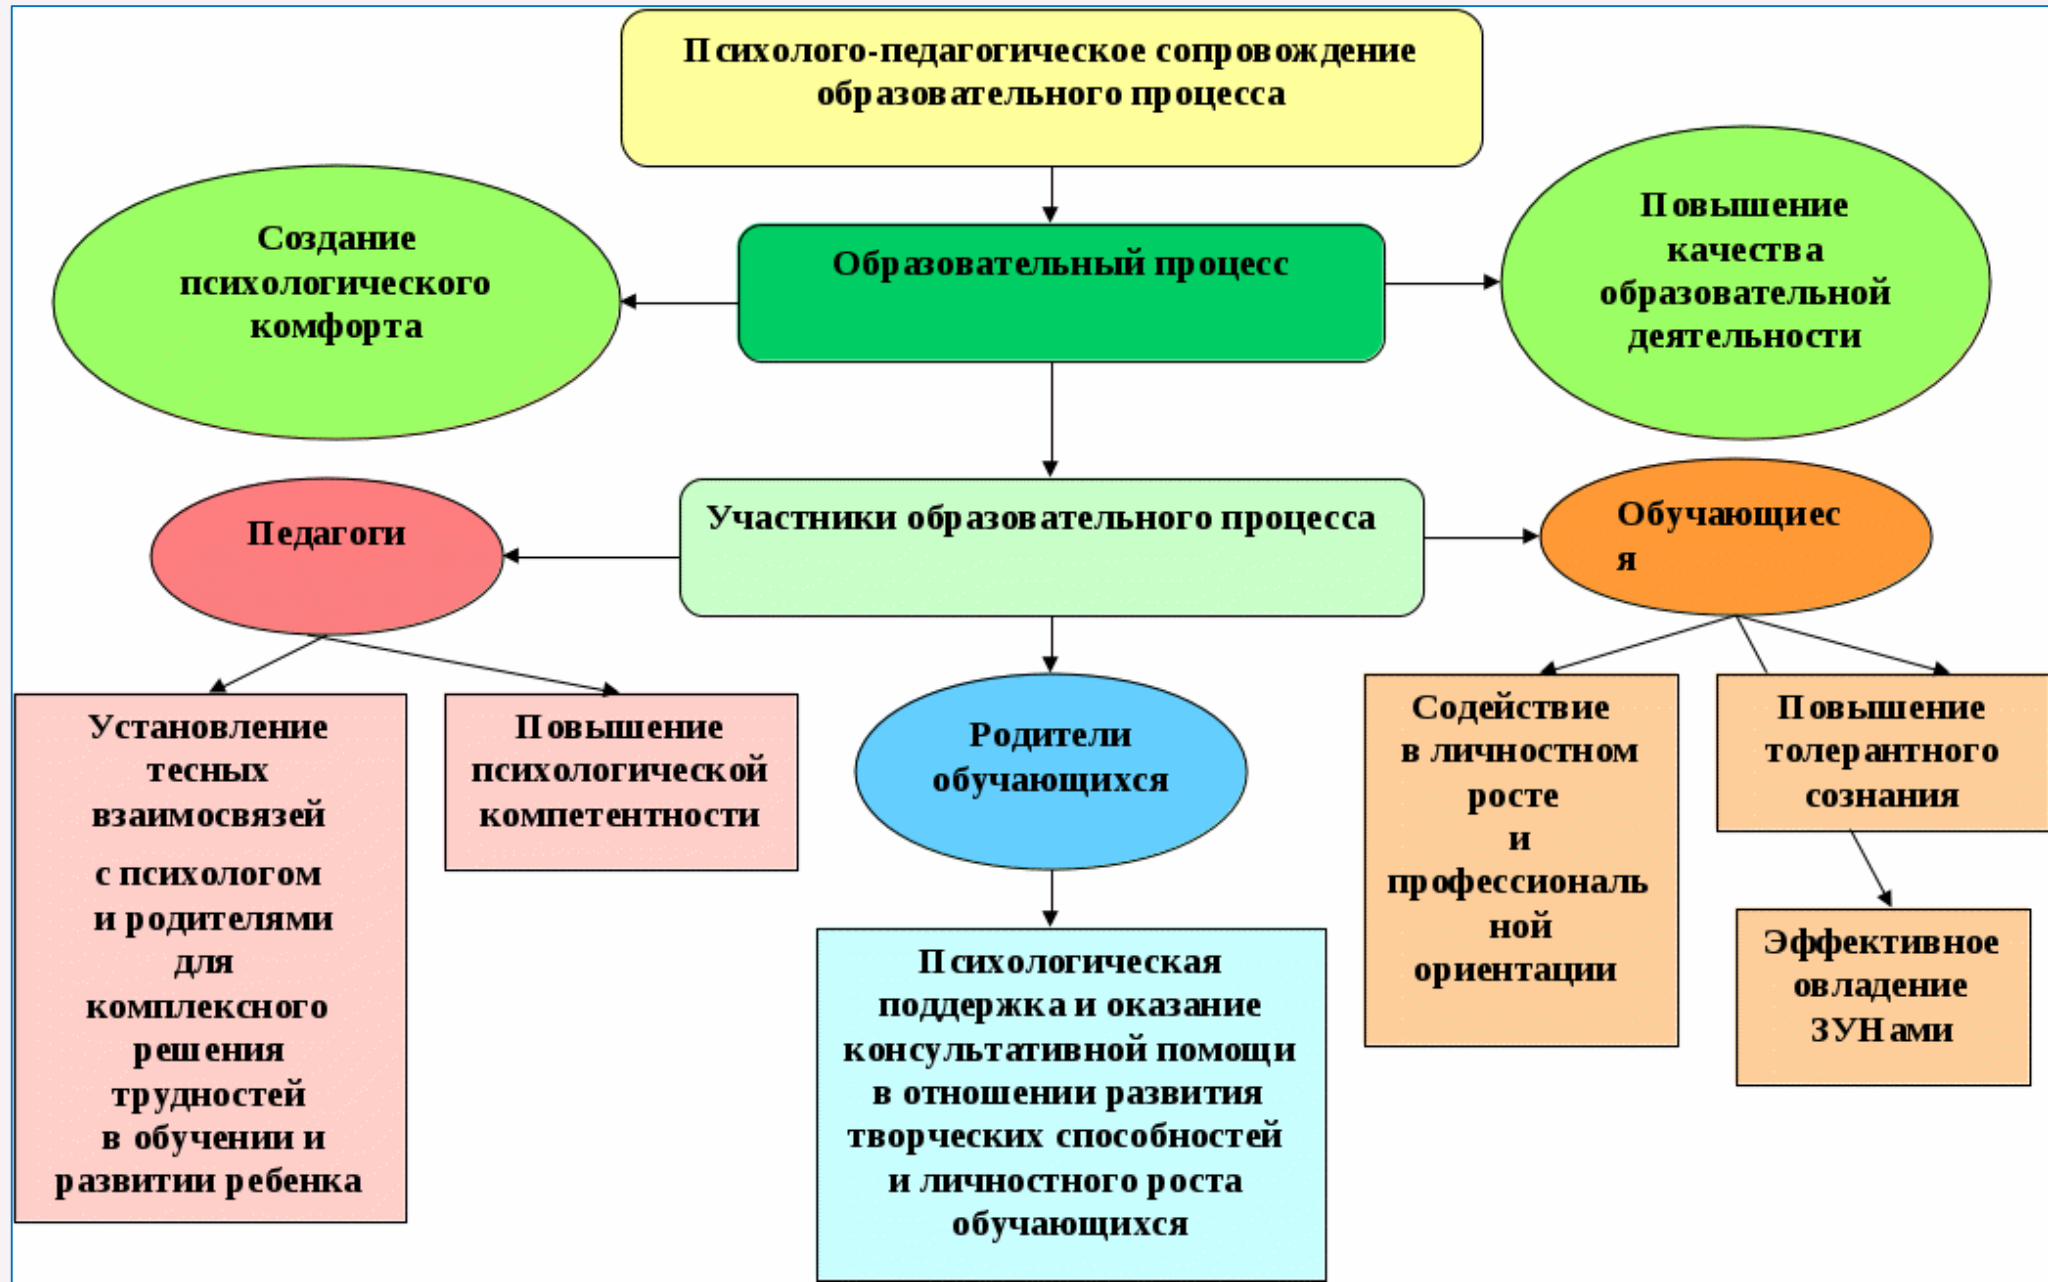 Психолого-педагогическое сопровождение
образовательного процесса
Создание
психологического
комфорта
Образовательный процесс
Повышение
качества
образовательной
деятельности
Педагоги
Участники образовательного процесса
Обучающиес
я
Установление
тесных
взаимосвязей
с психологом
и родителями
для
комплексного
решения
трудностей
в обучении и
развитии ребенка
Повышение
психологической
компетентности
Родители
обучающихся
Психологическая
поддержка и оказание
консультативной помощи
в отношении развития
творческих способностей
и личностного роста
обучающихся
Содействие
в личностном
росте
и
профессиональ
ной
ориентации
Повышение
толерантного
сознания
Эффективное
овладение
ЗУНами